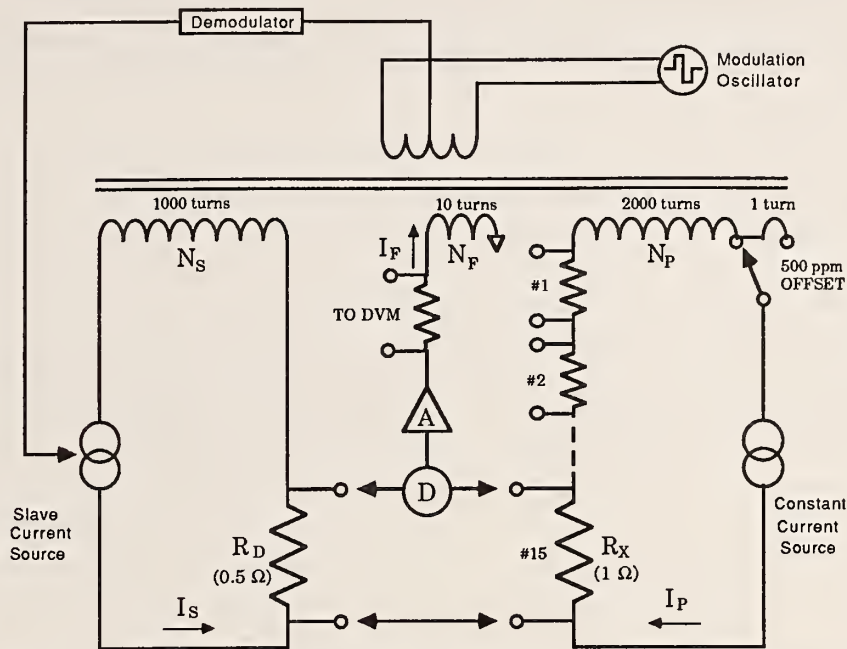 Demodulator
Modulation
Oscillator
1000 turns
10 turns
2000 turns
1 turn
N_S
I_F
N_F
N_P
500 ppm
OFFSET
#1
TO DVM
#2
A
D
Slave
Current
Source
R_D
(0.5 Ω)
#15
R_X
(1 Ω)
Constant
Current
Source
I_S
I_P